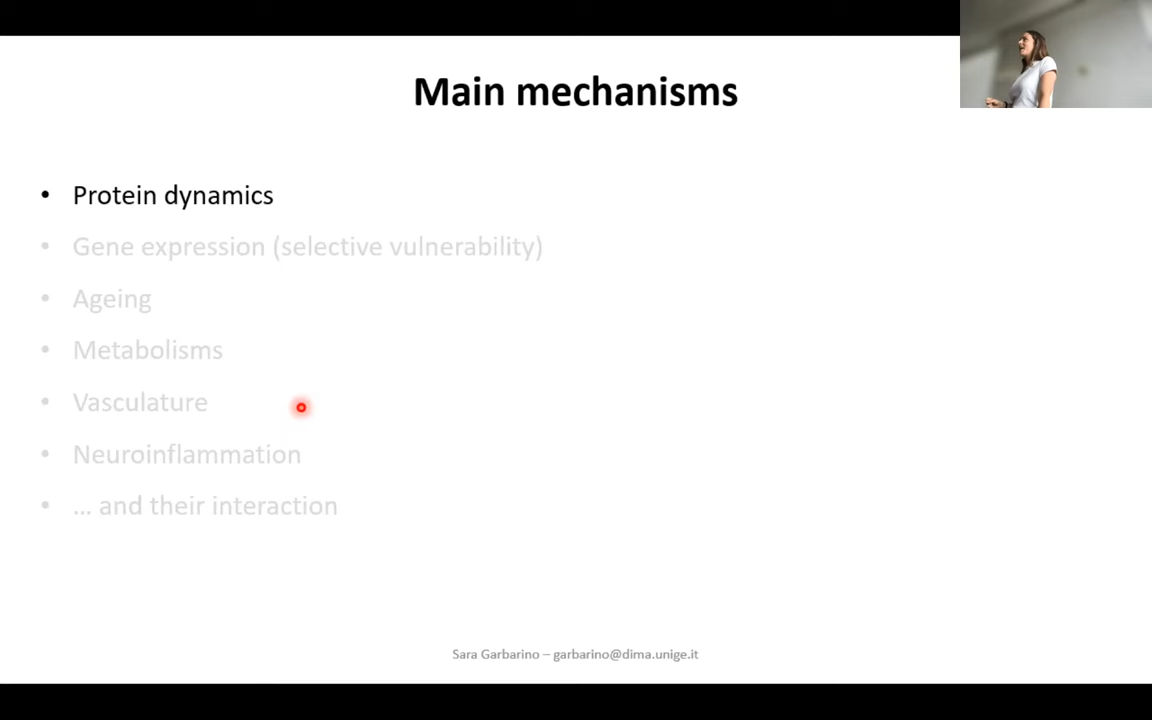 Main mechanisms
• Protein dynamics
• Gene expression (selective vulnerability)
• Ageing
• Metabolisms
• Vasculature
• Neuroinflammation
• ... and their interaction
Sara Garbarino – garbarino@dima.unige.it